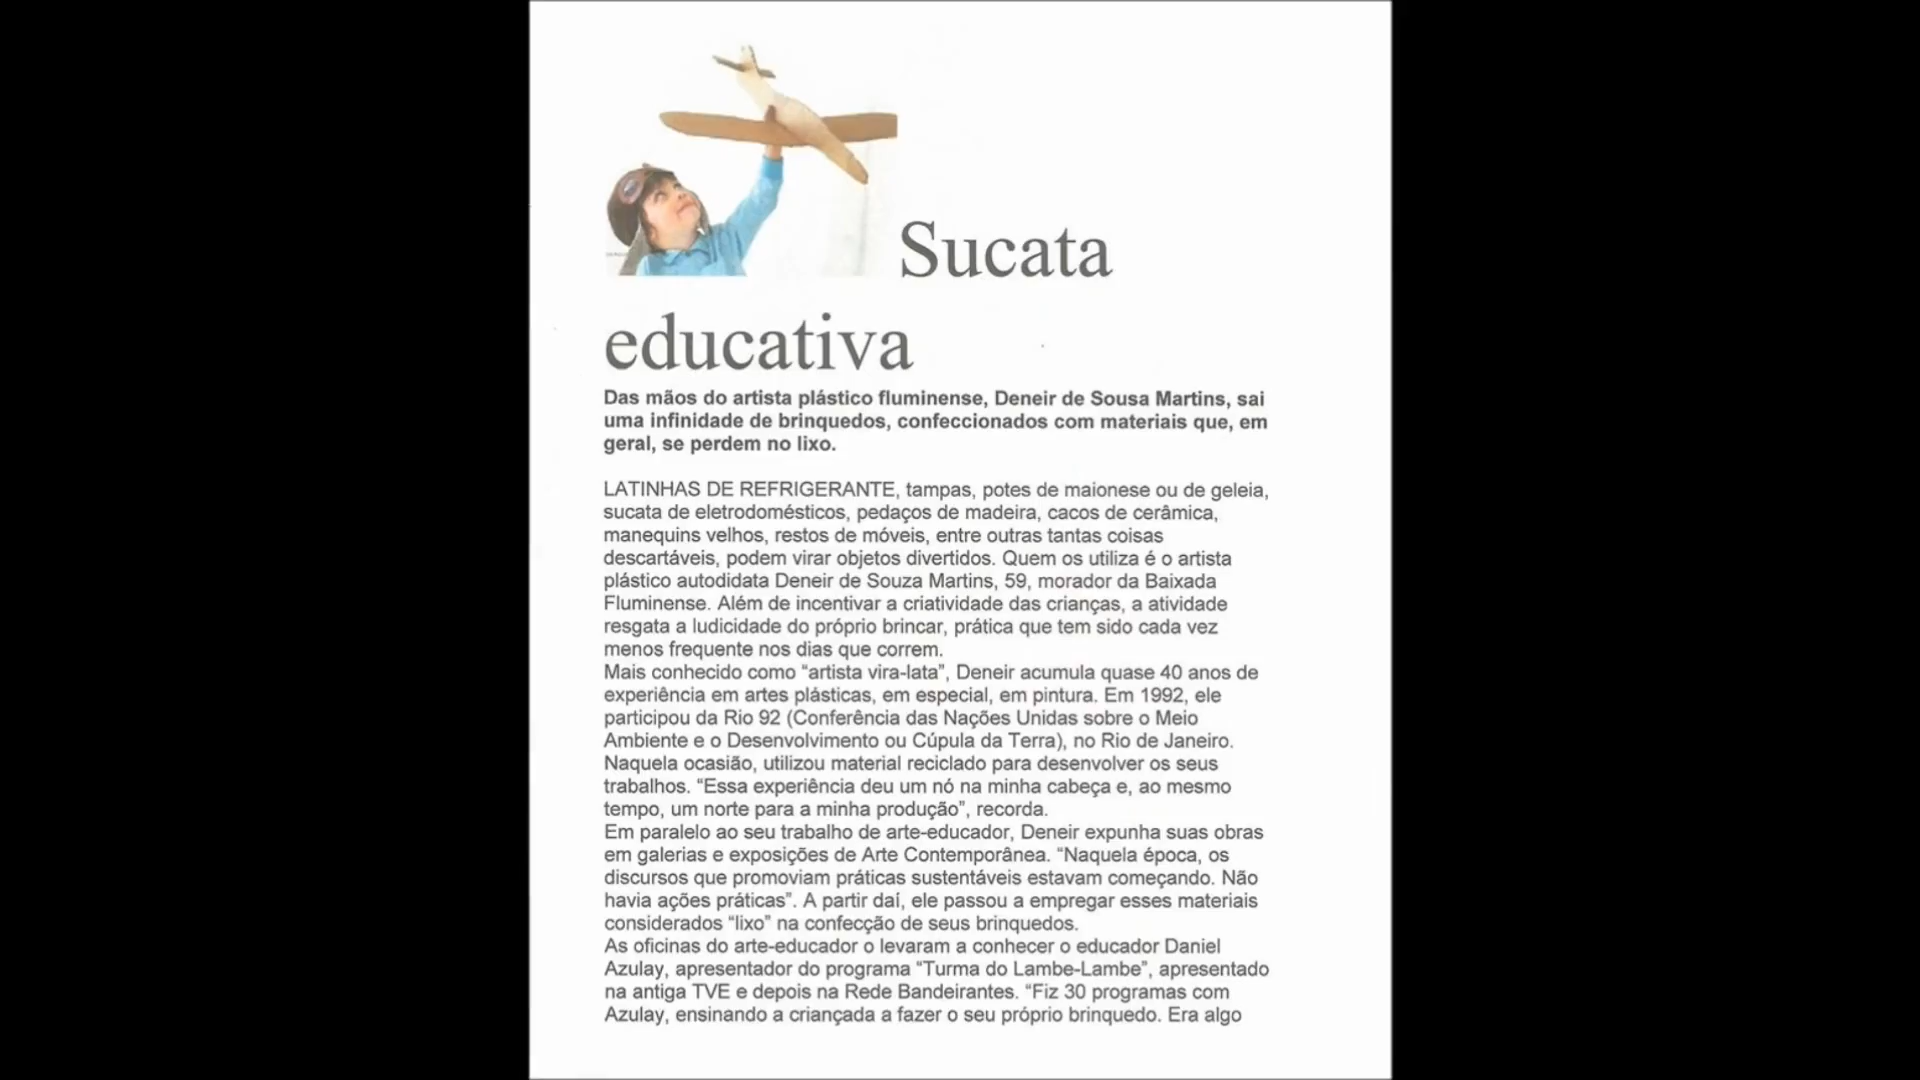 Sucata
educativa
Das mãos do artista plástico fluminense, Deneir de Sousa Martins, sai
uma infinidade de brinquedos, confeccionados com materiais que, em
geral, se perdem no lixo.
LATINHAS DE REFRIGERANTE, tampas, potes de maionese ou de geleia,
sucata de eletrodomésticos, pedaços de madeira, cacos de cerâmica,
manequins velhos, restos de móveis, entre outras tantas coisas
descartáveis, podem virar objetos divertidos. Quem os utiliza é o artista
plástico autodidata Deneir de Souza Martins, 59, morador da Baixada
Fluminense. Além de incentivar a criatividade das crianças, a atividade
resgata a ludicidade do próprio brincar, prática que tem sido cada vez
menos frequente nos dias que correm.
Mais conhecido como “artista vira-lata”, Deneir acumula quase 40 anos de
experiência em artes plásticas, em especial, em pintura. Em 1992, ele
participou da Rio 92 (Conferência das Nações Unidas sobre o Meio
Ambiente e o Desenvolvimento ou Cúpula da Terra), no Rio de Janeiro.
Naquela ocasião, utilizou material reciclado para desenvolver os seus
trabalhos. “Essa experiência deu um nó na minha cabeça e, ao mesmo
tempo, um norte para a minha produção”, recorda.
Em paralelo ao seu trabalho de arte-educador, Deneir expunha suas obras
em galerias e exposições de Arte Contemporânea. “Naquela época, os
discursos que promoviam práticas sustentáveis estavam começando. Não
havia ações práticas”. A partir daí, ele passou a empregar esses materiais
considerados “lixo” na confecção de seus brinquedos.
As oficinas do arte-educador o levaram a conhecer o educador Daniel
Azulay, apresentador do programa “Turma do Lambe-Lambe”, apresentado
na antiga TVE e depois na Rede Bandeirantes. “Fiz 30 programas com
Azulay, ensinando a criançada a fazer o seu próprio brinquedo. Era algo